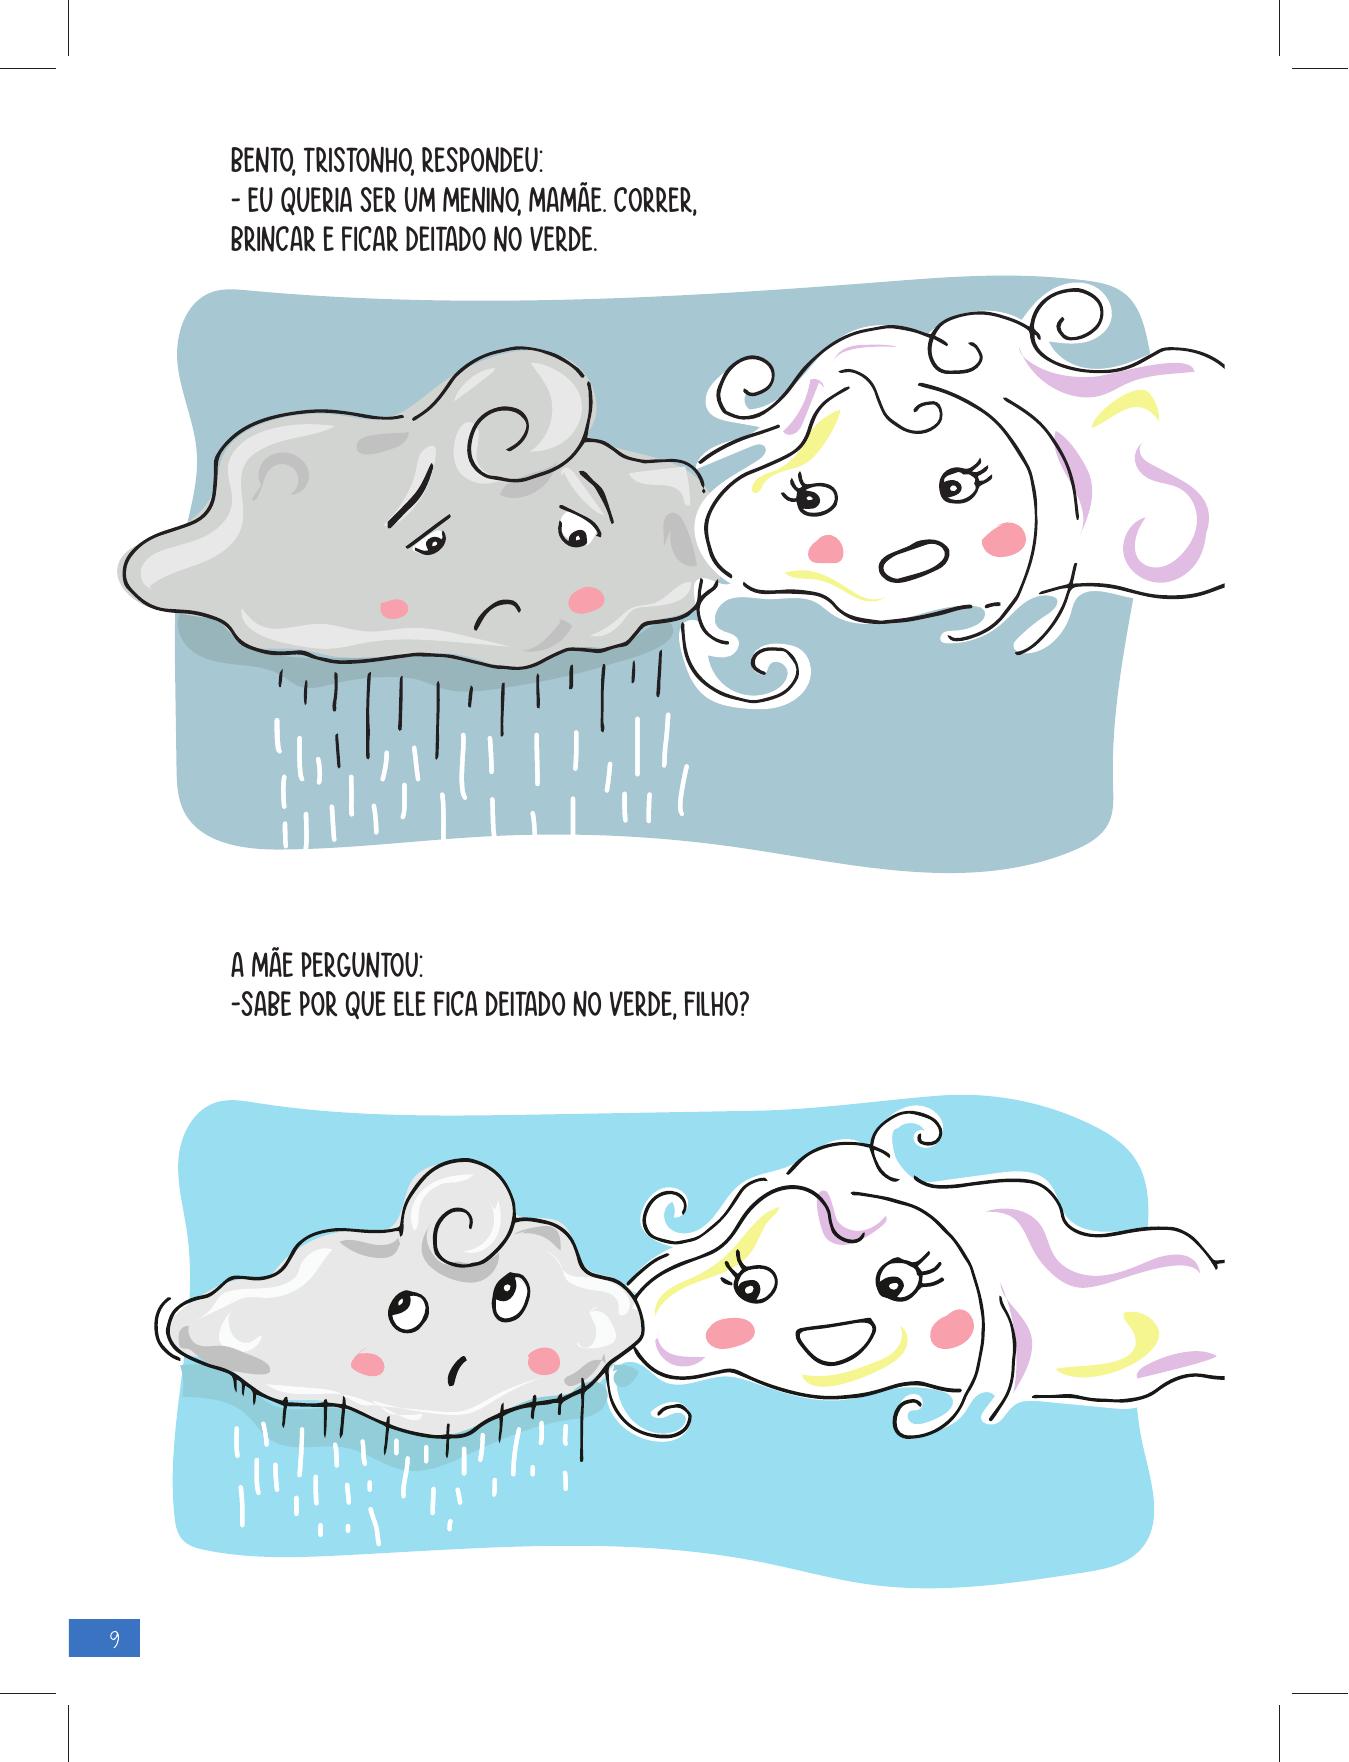 BENTO, TRISTONHO, RESPONDEU:
- EU QUERIA SER UM MENINO, MAMÃE. CORRER,
BRINCAR E FICAR DEITADO NO VERDE.
A MÃE PERGUNTOU:
-SABE POR QUE ELE FICA DEITADO NO VERDE, FILHO?
9